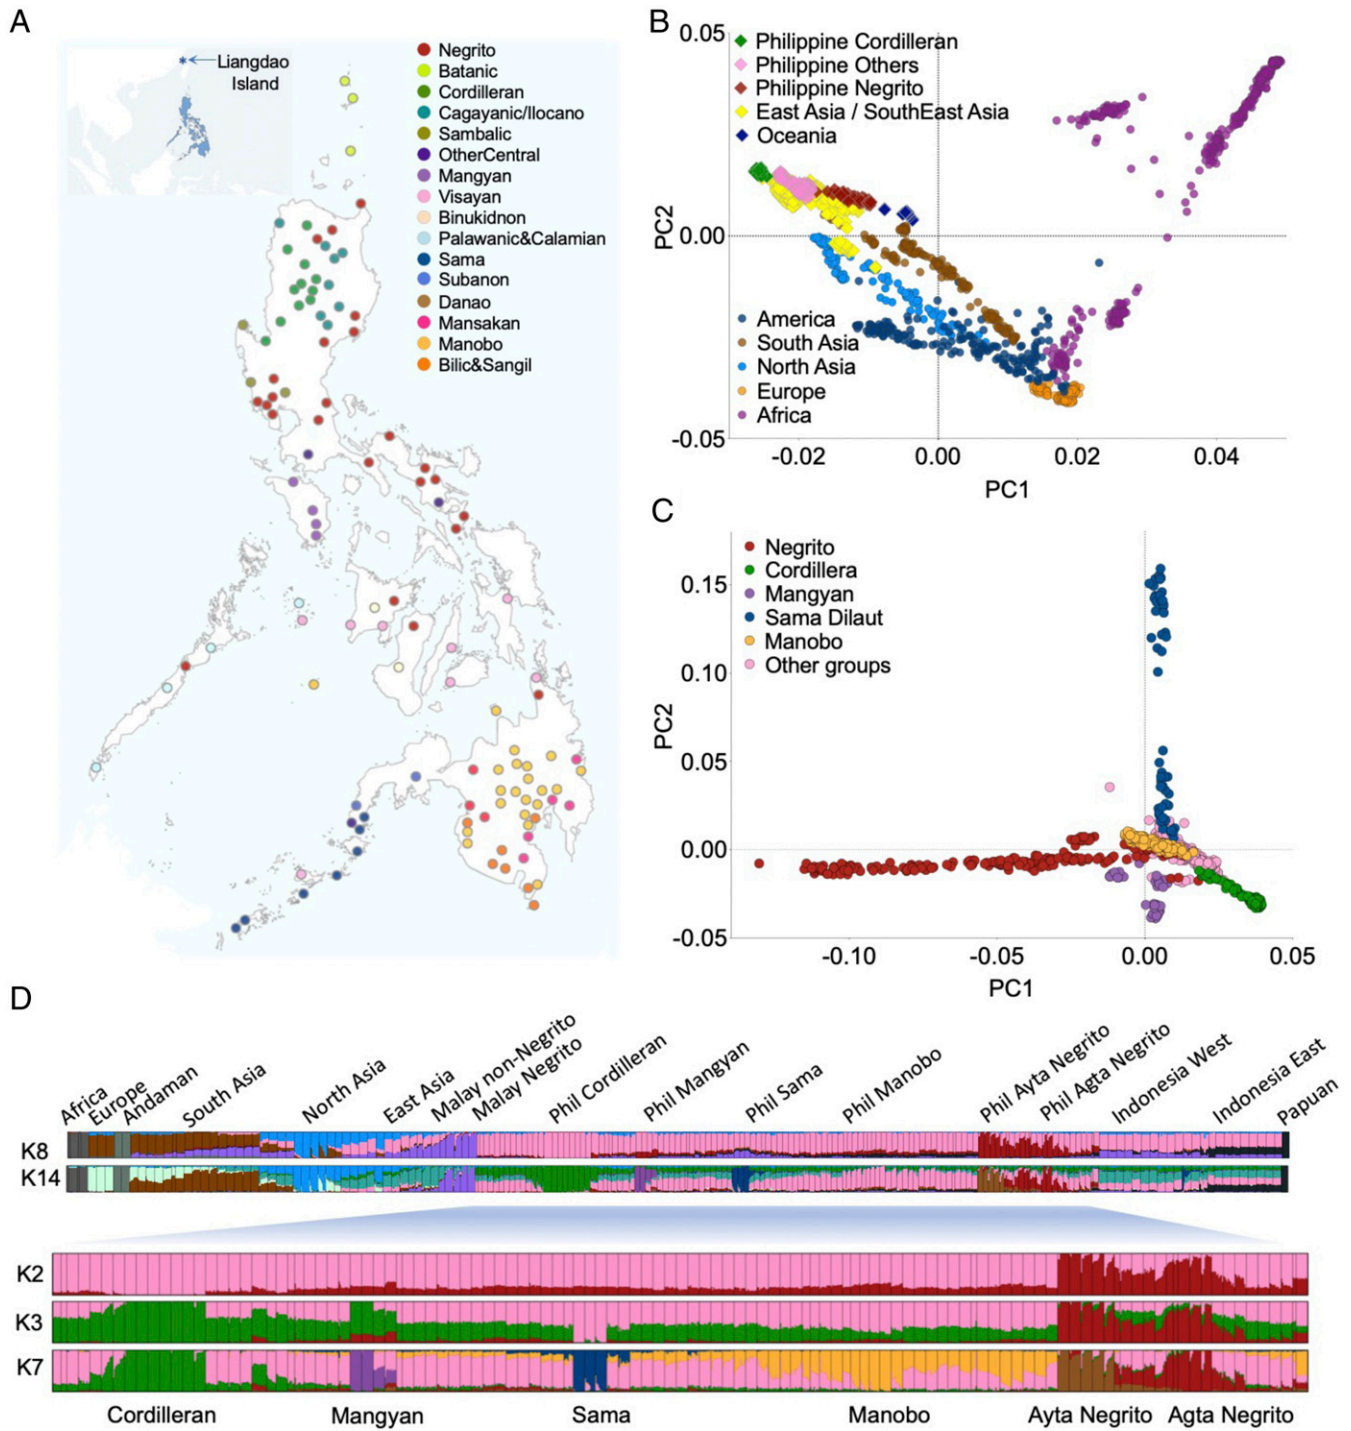 A
Liangdao
Island
Negrito
Batanic
Cordilleran
Cagayanic/Ilocano
Sambalic
OtherCentral
Mangyan
Visayan
Binukidnon
Palawanic&Calamian
Sama
Subanon
Danao
Mansakan
Manobo
Bilic&Sangil
B
0.05
Philippine Cordilleran
Philippine Others
Philippine Negrito
East Asia / SouthEast Asia
Oceania
PC2
0.00
America
South Asia
North Asia
Europe
Africa
-0.05
-0.02 0.00 0.02 0.04
PC1
C
Negrito
Cordillera
Mangyan
Sama Dilaut
Manobo
Other groups
0.15
0.10
PC2
0.05
0.00
-0.05
-0.10 -0.05 0.00 0.05
PC1
D
Africa
Europe
Andaman
South Asia
North Asia
East Asia
Malay non-Negrito
Malay Negrito
Phil Cordilleran
Phil Mangyan
Phil Sama
Phil Manobo
Phil Ayta Negrito
Phil Agta Negrito
Indonesia West
Indonesia East
Papuan
K8
K14
K2
K3
K7
Cordilleran Mangyan Sama Manobo Ayta Negrito Agta Negrito